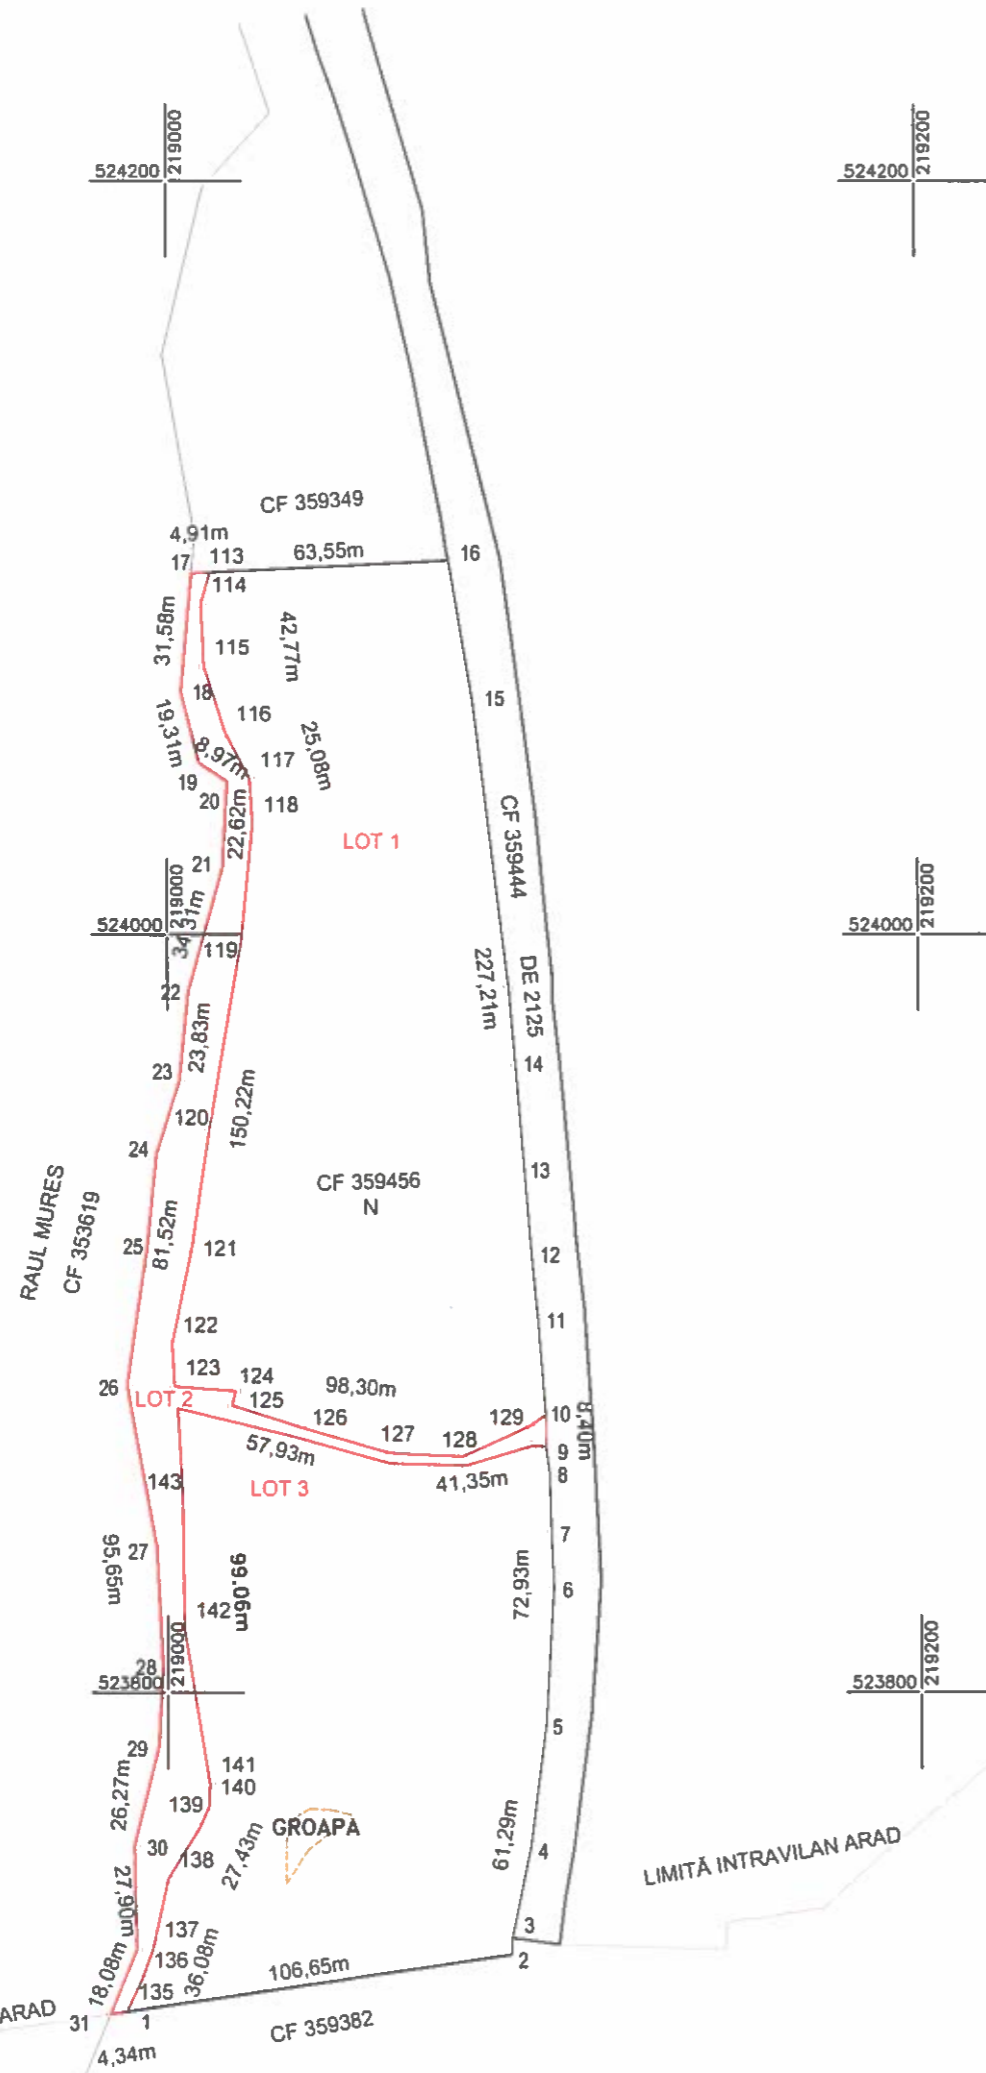 524200
219000
524200
219200
CF 359349
4,91m
17
113
63,55m
16
114
31,58m
115
42,77m
18
15
116
19,31m
8,97m
117
25,08m
19
20
118
22,62m
LOT 1
CF 359444
21
219000
524000
34,31m
119
219200
524000
22
227,21m
DE 2125
23,83m
14
23
120
150,22m
24
13
RAUL MURES
CF 353619
CF 359456
N
25
81,52m
121
12
122
11
123
26
124
98,30m
LOT 2
125
126
129
10
8,40m
127
128
57,93m
9
8
143
LOT 3
41,35m
7
27
95,65m
99.06m
72,93m
6
142
28
219000
523800
219200
523800
5
29
141
140
26,27m
139
GROAPA
61,29m
4
30
138
27,43m
LIMITĂ INTRAVILAN ARAD
27,90m
137
3
136
2
18,08m
135
36,08m
106,65m
ARAD
31
1
CF 359382
4,34m